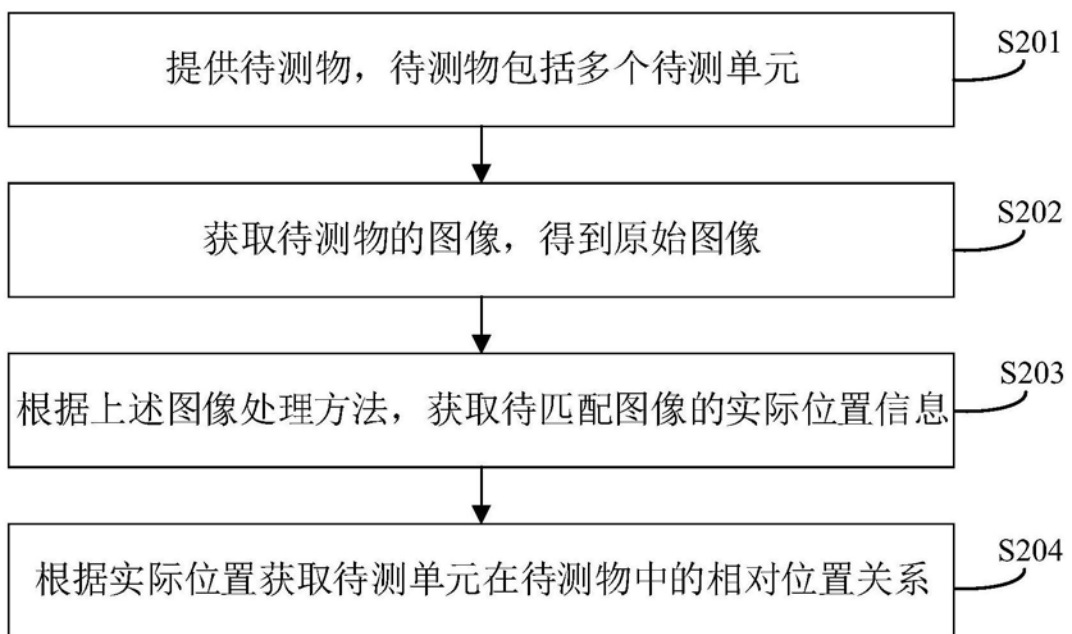 提供待测物，待测物包括多个待测单元
S201
获取待测物的图像，得到原始图像
S202
根据上述图像处理方法，获取待匹配图像的实际位置信息
S203
根据实际位置获取待测单元在待测物中的相对位置关系
S204